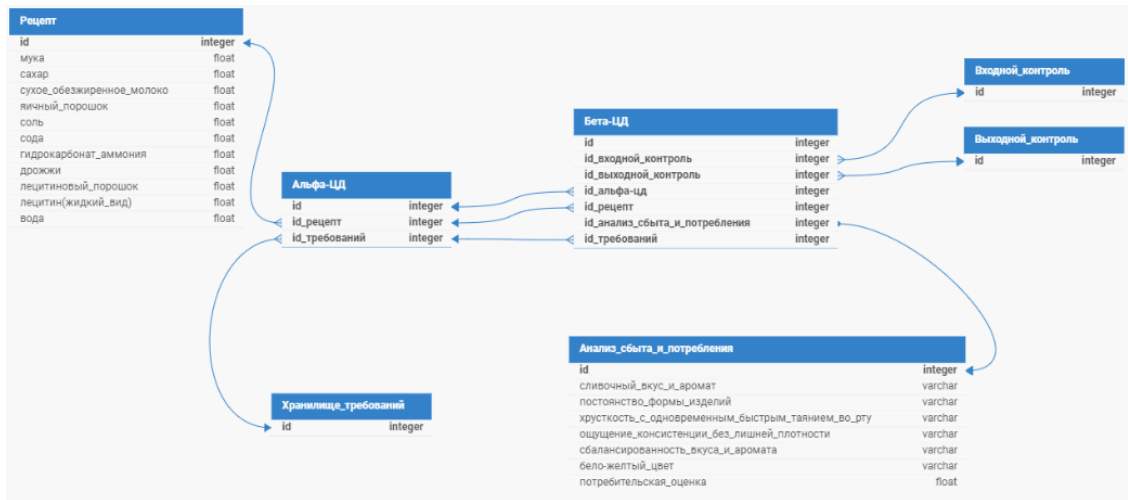 Рецепт
id integer
мука float
сахар float
сухое_обезжиренное_молоко float
яичный_порошок float
соль float
сода float
гидрокарбонат_аммония float
дрожжи float
лецитиновый_порошок float
лецитин(жидкий_вид) float
вода float
Альфа-ЦД
id integer
id_рецепт integer
id_требований integer
Хранилище_требований
id integer
Бета-ЦД
id integer
id_входной_контроль integer
id_выходной_контроль integer
id_альфа-цд integer
id_рецепт integer
id_анализ_сбыта_и_потребления integer
id_требований integer
Входной_контроль
id integer
Выходной_контроль
id integer
Анализ_сбыта_и_потребления
id integer
сливочный_вкус_и_аромат varchar
постоянство_формы_изделий varchar
хрусткость_с_одновременным_быстрым_таянием_во_рту varchar
ощущение_консистенции_без_лишней_плотности varchar
сбалансированность_вкуса_и_аромата varchar
бело-желтый_цвет varchar
потребительская_оценка float